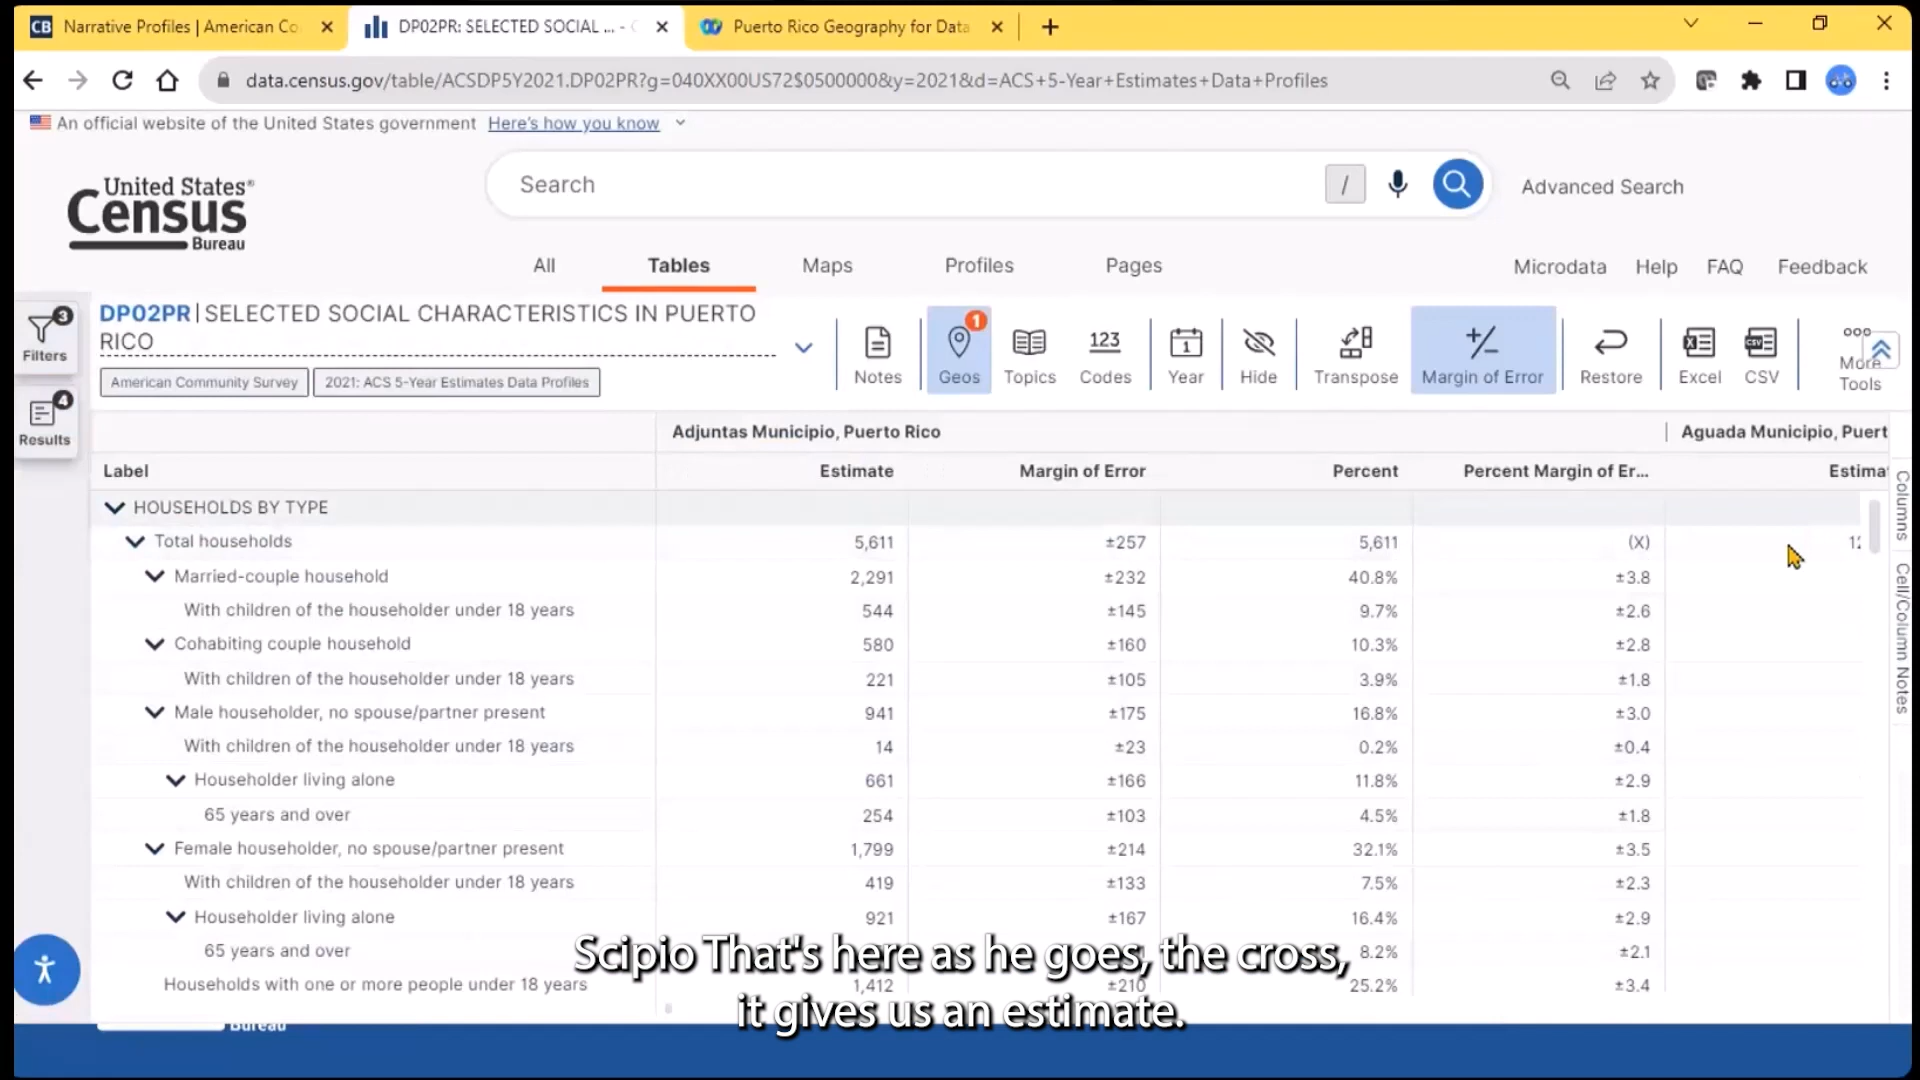 CB Narrative Profiles | American Co
DP02PR: SELECTED SOCIAL ... -
Puerto Rico Geography for Data
data.census.gov/table/ACSDP5Y2021.DP02PR?g=040XX00US72$0500000&y=2021&d=ACS+5-Year+Estimates+Data+Profiles
An official website of the United States government Here's how you know
United States®
Census
Bureau
Search /
Advanced Search
All Tables Maps Profiles Pages
Microdata Help FAQ Feedback
3
Filters
4
Results
DP02PR | SELECTED SOCIAL CHARACTERISTICS IN PUERTO
RICO
American Community Survey 2021: ACS 5-Year Estimates Data Profiles
Notes
1
Geos
Topics
123
Codes
1
Year
Hide
Transpose
Margin of Error
Restore
Excel
CSV
More
Tools
Adjuntas Municipio, Puerto Rico Aguada Municipio, Puert
Label Estimate Margin of Error Percent Percent Margin of Er... Estima
HOUSEHOLDS BY TYPE
Total households 5,611 ±257 5,611 (X) 12
Married-couple household 2,291 ±232 40.8% ±3.8
With children of the householder under 18 years 544 ±145 9.7% ±2.6
Cohabiting couple household 580 ±160 10.3% ±2.8
With children of the householder under 18 years 221 ±105 3.9% ±1.8
Male householder, no spouse/partner present 941 ±175 16.8% ±3.0
With children of the householder under 18 years 14 ±23 0.2% ±0.4
Householder living alone 661 ±166 11.8% ±2.9
65 years and over 254 ±103 4.5% ±1.8
Female householder, no spouse/partner present 1,799 ±214 32.1% ±3.5
With children of the householder under 18 years 419 ±133 7.5% ±2.3
Householder living alone 921 ±167 16.4% ±2.9
65 years and over 8.2% ±2.1
Households with one or more people under 18 years 1,412 ±210 25.2% ±3.4
Columns
Cell/Column Notes
Scipio That's here as he goes, the cross,
it gives us an estimate.
Bureau